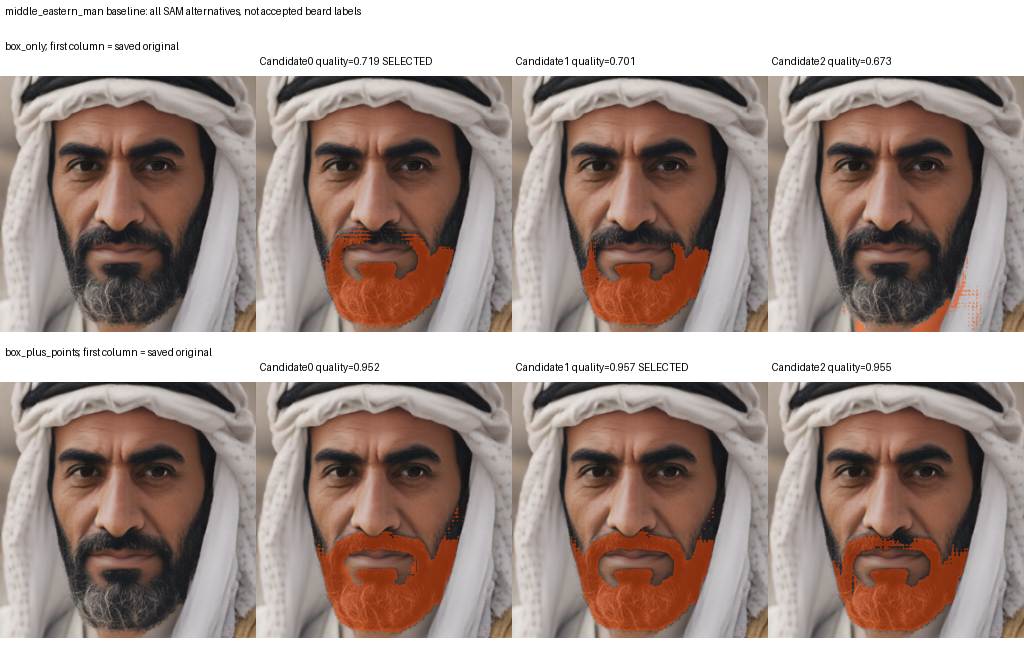 middle_eastern_man baseline: all SAM alternatives, not accepted beard labels
box_only; first column = saved original
Candidate0 quality=0.719 SELECTED
Candidate1 quality=0.701
Candidate2 quality=0.673
box_plus_points; first column = saved original
Candidate0 quality=0.952
Candidate1 quality=0.957 SELECTED
Candidate2 quality=0.955